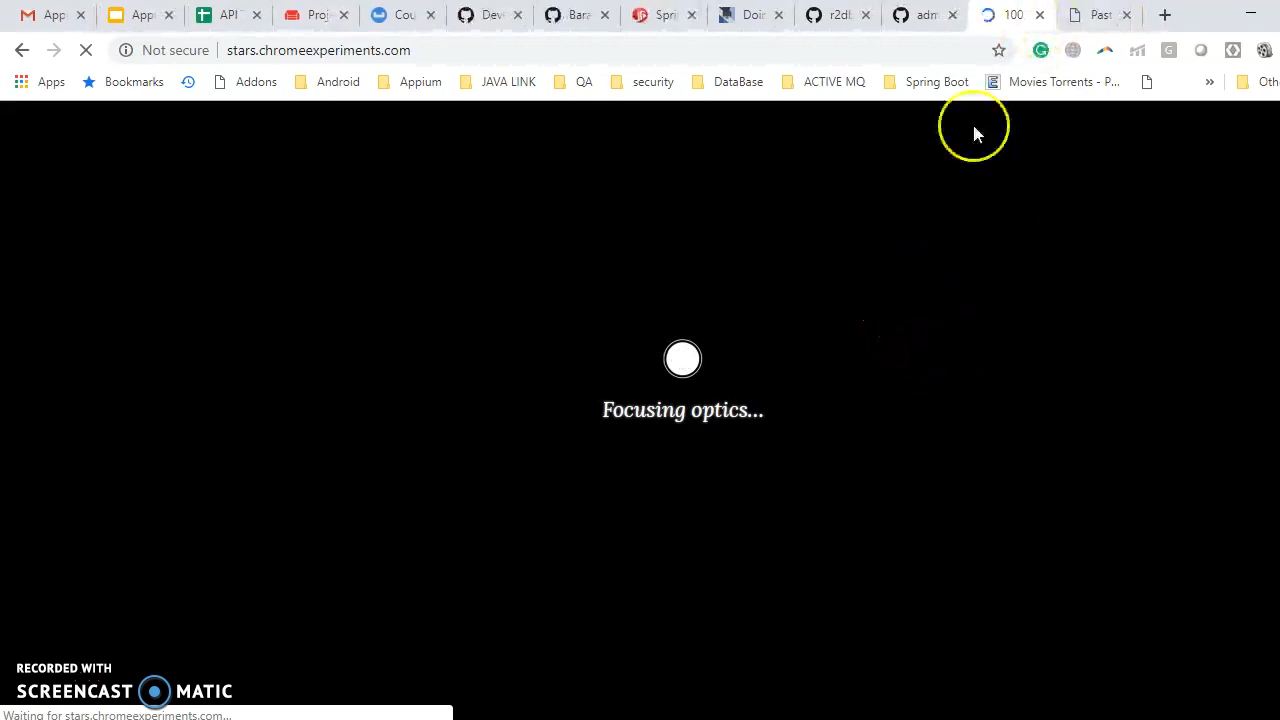 App
App
API
Proj
Cou
Dev
Bara
Spri
Doin
r2db
adm
100,
Past
Not secure
stars.chromeexperiments.com
Apps
Bookmarks
Addons
Android
Appium
JAVA LINK
QA
security
DataBase
ACTIVE MQ
Spring Boot
Movies Torrents - P...
»
Oth
Focusing optics...
RECORDED WITH
SCREENCAST MATIC
Waiting for stars.chromeexperiments.com...